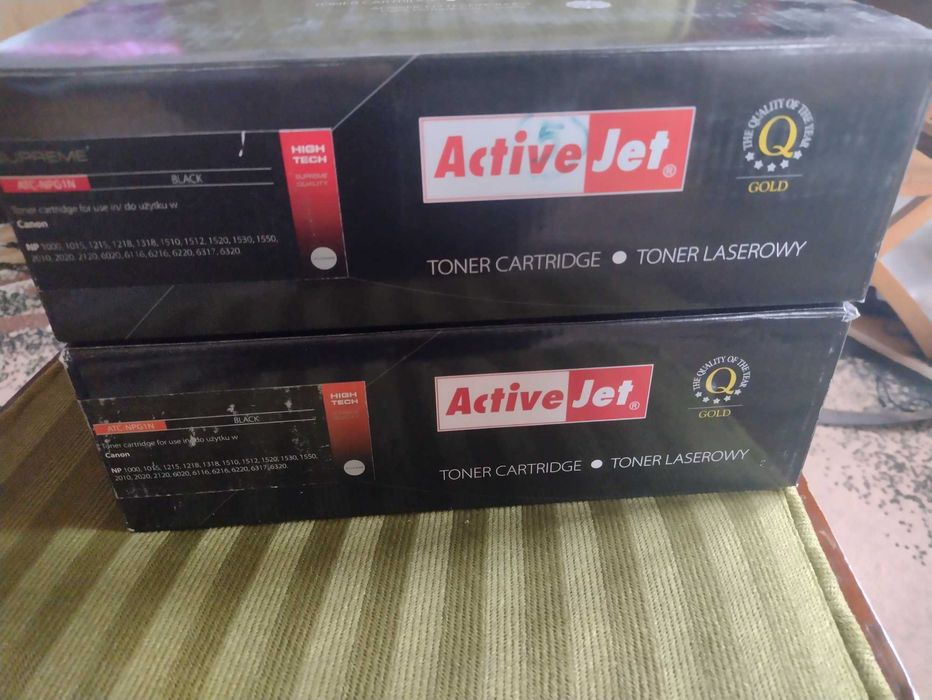 TONER CARTRIDGE
SUPREME
HIGH
TECH
SUPREME
QUALITY
ATC-NPG1N
BLACK
Toner cartridge for use in/ do użytku w
Canon
NP 1000, 1015, 1215, 1218, 1318, 1510, 1512, 1520, 1530, 1550,
2010, 2020, 2120, 6020, 6116, 6216, 6220, 6317, 6320.
Active Jet®
THE QUALITY OF THE YEAR
Q
GOLD
TONER CARTRIDGE ● TONER LASEROWY
HIGH
TECH
ATC-NPG1N
BLACK
Toner cartridge for use in/ do użytku w
Canon
NP 1000, 1015, 1215, 1218, 1318, 1510, 1512, 1520, 1530, 1550,
2010, 2020, 2120, 6020, 6116, 6216, 6220, 6317, 6320.
Active Jet®
THE QUALITY OF THE YEAR
Q
GOLD
TONER CARTRIDGE ● TONER LASEROWY